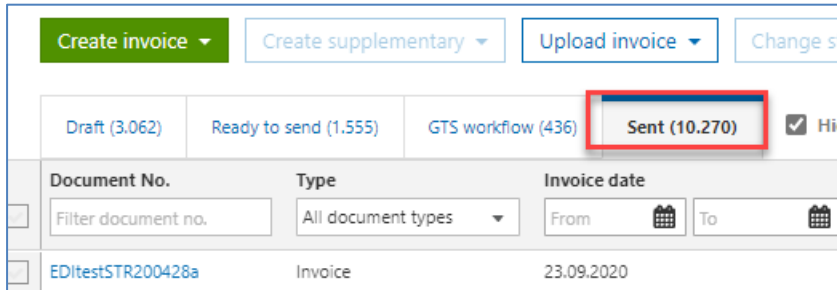 Create invoice Create supplementary Upload invoice Change s
Draft (3.062) Ready to send (1.555) GTS workflow (436) Sent (10.270) Hi
Document No. Type Invoice date
Filter document no. All document types From To
EDItestSTR200428a Invoice 23.09.2020